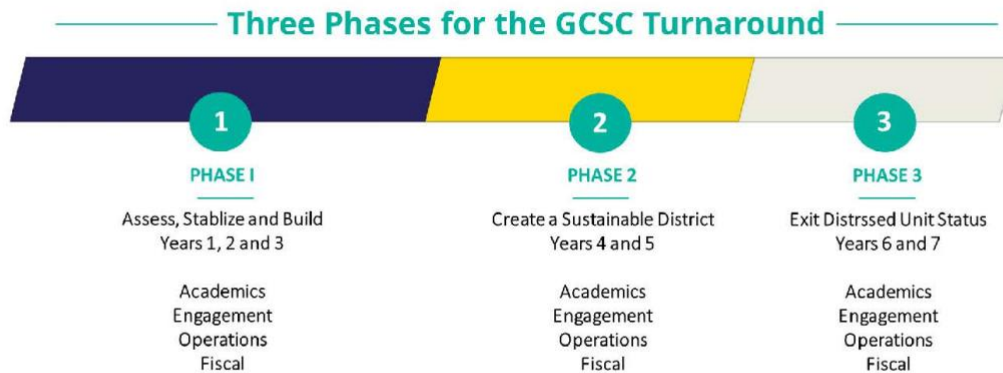 Three Phases for the GCSC Turnaround
1
2
3
PHASE I
PHASE 2
PHASE 3
Assess, Stablize and Build
Years 1, 2 and 3
Create a Sustainable District
Years 4 and 5
Exit Distrssed Unit Status
Years 6 and 7
Academics
Engagement
Operations
Fiscal
Academics
Engagement
Operations
Fiscal
Academics
Engagement
Operations
Fiscal